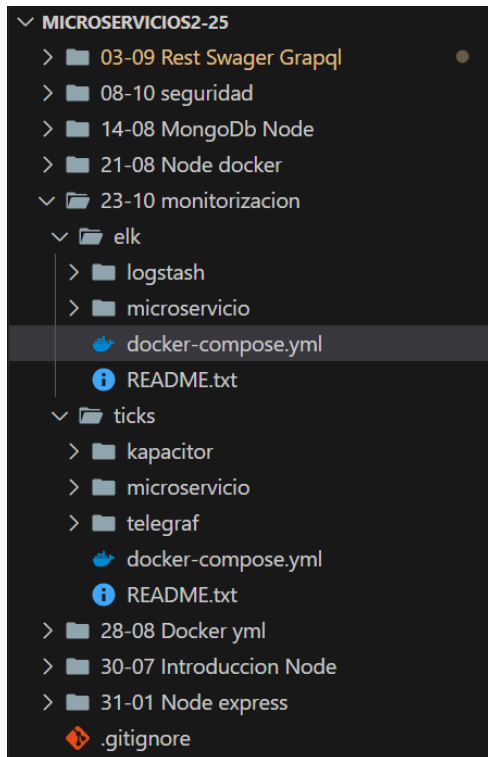 MICROSERVICIOS2-25
03-09 Rest Swager Grapql
08-10 seguridad
14-08 MongoDb Node
21-08 Node docker
23-10 monitorizacion
elk
logstash
microservicio
docker-compose.yml
README.txt
ticks
kapacitor
microservicio
telegraf
docker-compose.yml
README.txt
28-08 Docker yml
30-07 Introduccion Node
31-01 Node express
.gitignore